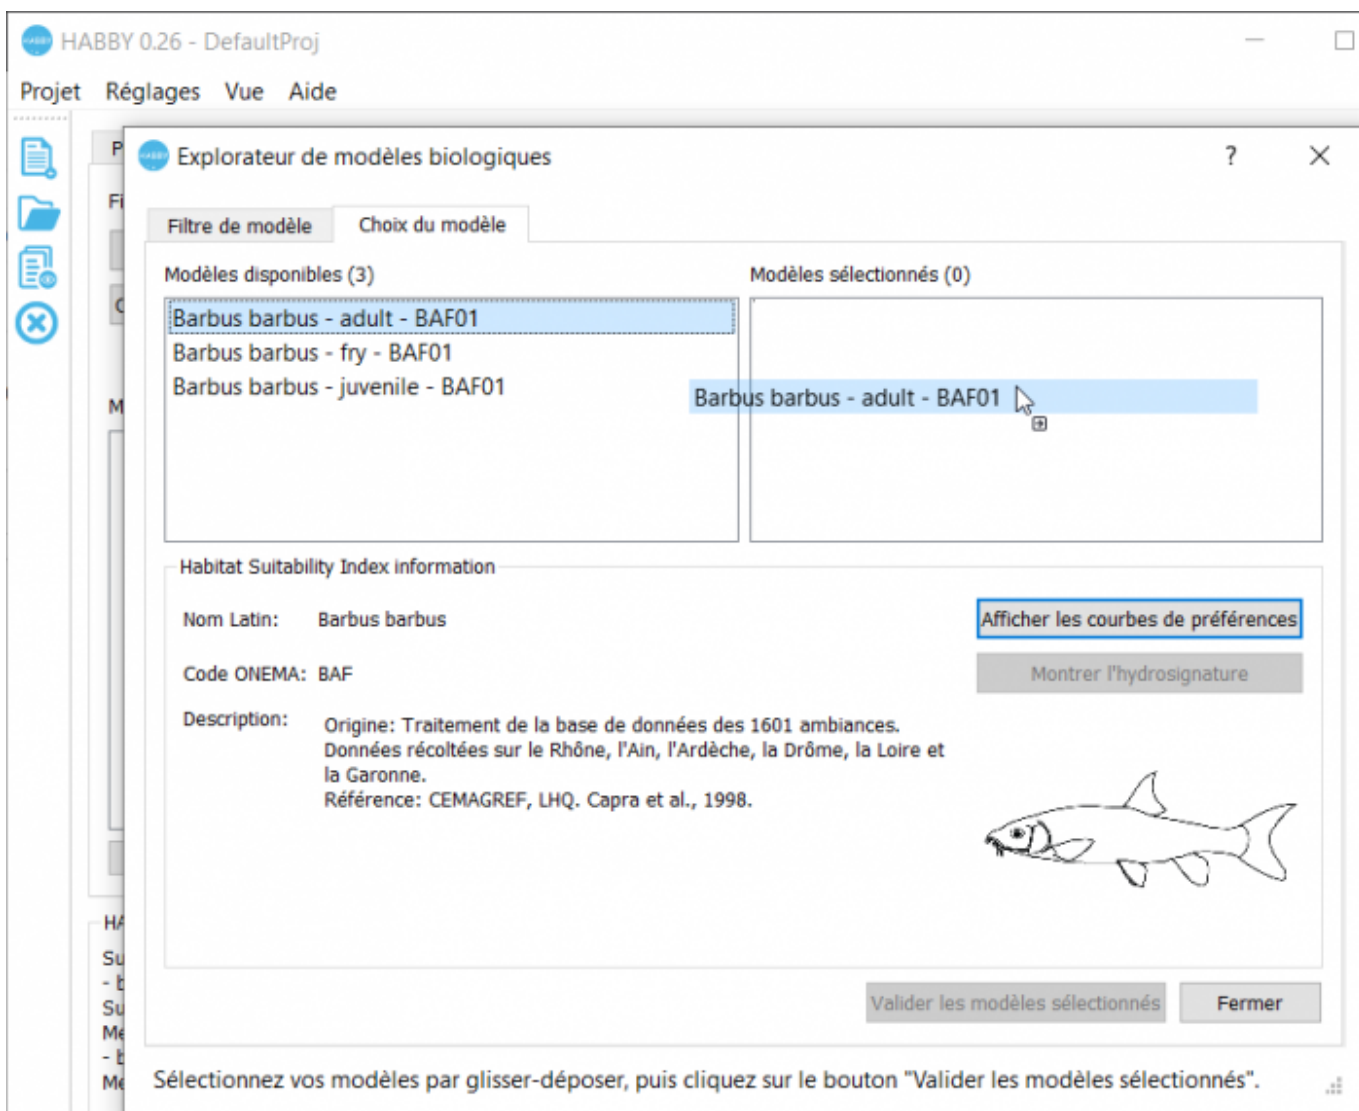 HABBY 0.26 - DefaultProj
Projet Réglages Vue Aide
Explorateur de modèles biologiques
Filtre de modèle Choix du modèle
Modèles disponibles (3) Modèles sélectionnés (0)
Barbus barbus - adult - BAF01
Barbus barbus - fry - BAF01
Barbus barbus - juvenile - BAF01
Barbus barbus - adult - BAF01
Habitat Suitability Index information
Nom Latin: Barbus barbus
Afficher les courbes de préférences
Code ONEMA: BAF
Montrer l'hydrosignature
Description:
Origine: Traitement de la base de données des 1601 ambiances.
Données récoltées sur le Rhône, l'Ain, l'Ardèche, la Drôme, la Loire et
la Garonne.
Référence: CEMAGREF, LHQ. Capra et al., 1998.
Valider les modèles sélectionnés Fermer
Sélectionnez vos modèles par glisser-déposer, puis cliquez sur le bouton "Valider les modèles sélectionnés".